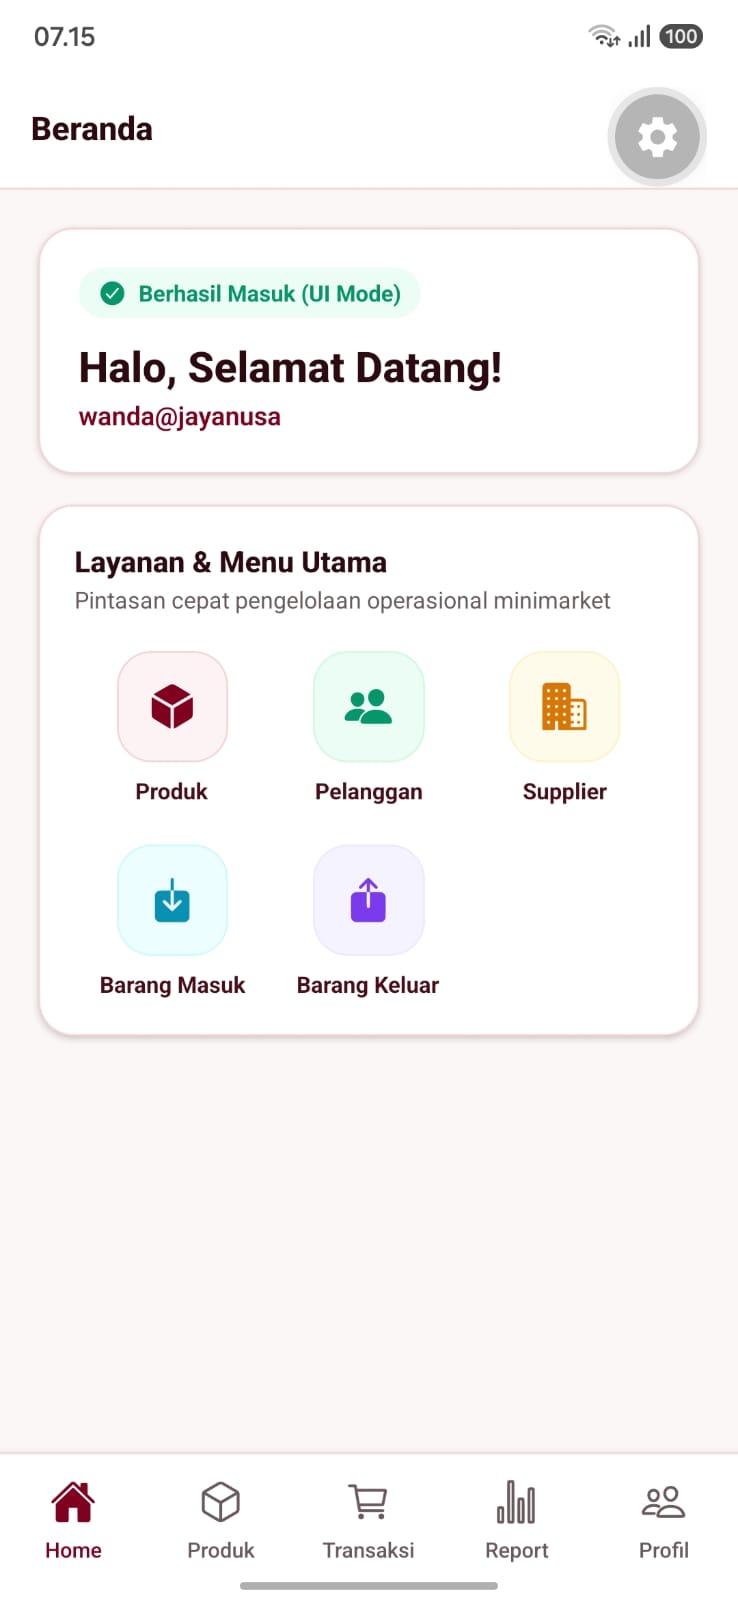 07.15
100
Beranda
Berhasil Masuk (UI Mode)
Halo, Selamat Datang!
wanda@jayanusa
Layanan & Menu Utama
Pintasan cepat pengelolaan operasional minimarket
Produk
Pelanggan
Supplier
Barang Masuk
Barang Keluar
Home
Produk
Transaksi
Report
Profil